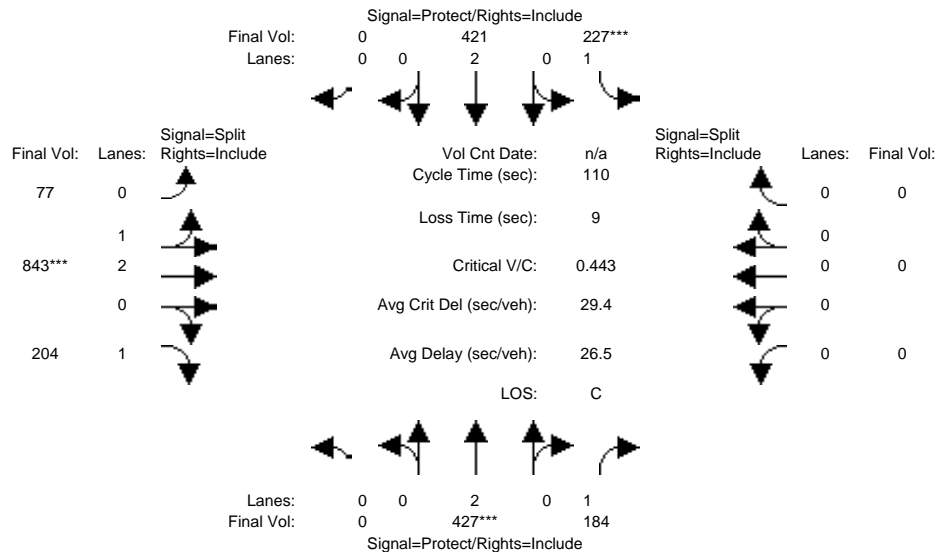 Signal=Protect/Rights=Include
Final Vol: 0 421 227***
Lanes: 0 0 2 0 1
Signal=Split Signal=Split
Final Vol: Lanes: Rights=Include Vol Cnt Date: n/a Rights=Include Lanes: Final Vol:
Cycle Time (sec): 110
77 0 0 0
Loss Time (sec): 9
1 0
843*** 2 Critical V/C: 0.443 0 0
0 Avg Crit Del (sec/veh): 29.4 0
204 1 Avg Delay (sec/veh): 26.5 0 0
LOS: C
Lanes: 0 0 2 0 1
Final Vol: 0 427*** 184
Signal=Protect/Rights=Include